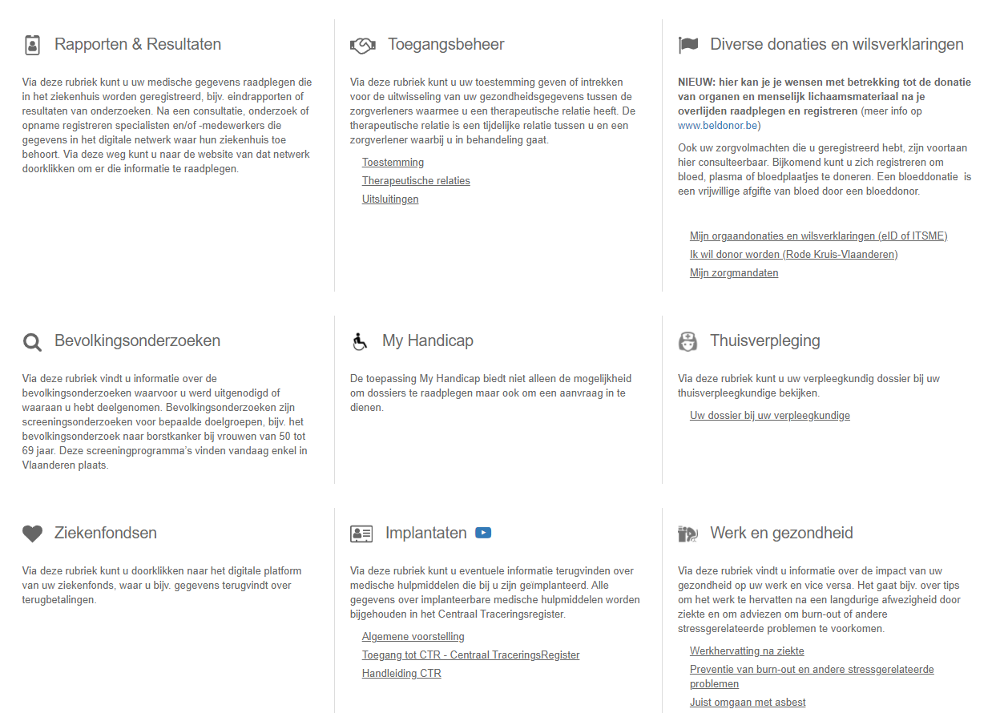 Rapporten & Resultaten
Via deze rubriek kunt u uw medische gegevens raadplegen die
in het ziekenhuis worden geregistreerd, bijv. eindrapporten of
resultaten van onderzoeken. Na een consultatie, onderzoek of
opname registreren specialisten en/of -medewerkers die
gegevens in het digitale netwerk waar hun ziekenhuis toe
behoort. Via deze weg kunt u naar de website van dat netwerk
doorklikken om er die informatie te raadplegen.
Toegangsbeheer
Via deze rubriek kunt u uw toestemming geven of intrekken
voor de uitwisseling van uw gezondheidsgegevens tussen de
zorgverleners waarmee u een therapeutische relatie heeft. De
therapeutische relatie is een tijdelijke relatie tussen u en een
zorgverlener waarbij u in behandeling gaat.
Toestemming
Therapeutische relaties
Uitsluitingen
Diverse donaties en wilsverklaringen
NIEUW: hier kan je je wensen met betrekking tot de donatie
van organen en menselijk lichaamsmateriaal na je
overlijden raadplegen en registreren (meer info op
www.beldonor.be)
Ook uw zorgvolmachten die u geregistreerd hebt, zijn voortaan
hier consulteerbaar. Bijkomend kunt u zich registreren om
bloed, plasma of bloedplaatjes te doneren. Een bloeddonatie is
een vrijwillige afgifte van bloed door een bloeddonor.
Mijn orgaandonaties en wilsverklaringen (eID of ITSME)
Ik wil donor worden (Rode Kruis-Vlaanderen)
Mijn zorgmandaten
Bevolkingsonderzoeken
Via deze rubriek vindt u informatie over de
bevolkingsonderzoeken waarvoor u werd uitgenodigd of
waaraan u hebt deelgenomen. Bevolkingsonderzoeken zijn
screeningsonderzoeken voor bepaalde doelgroepen, bijv. het
bevolkingsonderzoek naar borstkanker bij vrouwen van 50 tot
69 jaar. Deze screeningprogramma's vinden vandaag enkel in
Vlaanderen plaats.
My Handicap
De toepassing My Handicap biedt niet alleen de mogelijkheid
om dossiers te raadplegen maar ook om een aanvraag in te
dienen.
Thuisverpleging
Via deze rubriek kunt u uw verpleegkundig dossier bij uw
thuisverpleegkundige bekijken.
Uw dossier bij uw verpleegkundige
Ziekenfondsen
Via deze rubriek kunt u doorklikken naar het digitale platform
van uw ziekenfonds, waar u bijv. gegevens terugvindt over
terugbetalingen.
Implantaten
Via deze rubriek kunt u eventuele informatie terugvinden over
medische hulpmiddelen die bij u zijn geïmplanteerd. Alle
gegevens over implanteerbare medische hulpmiddelen worden
bijgehouden in het Centraal Traceringsregister.
Algemene voorstelling
Toegang tot CTR - Centraal TraceringsRegister
Handleiding CTR
Werk en gezondheid
Via deze rubriek vindt u informatie over de impact van uw
gezondheid op uw werk en vice versa. Het gaat bijv. over tips
om het werk te hervatten na een langdurige afwezigheid door
ziekte en om adviezen om burn-out of andere
stressgerelateerde problemen te voorkomen.
Werkhervatting na ziekte
Preventie van burn-out en andere stressgerelateerde
problemen
Juist omgaan met asbest